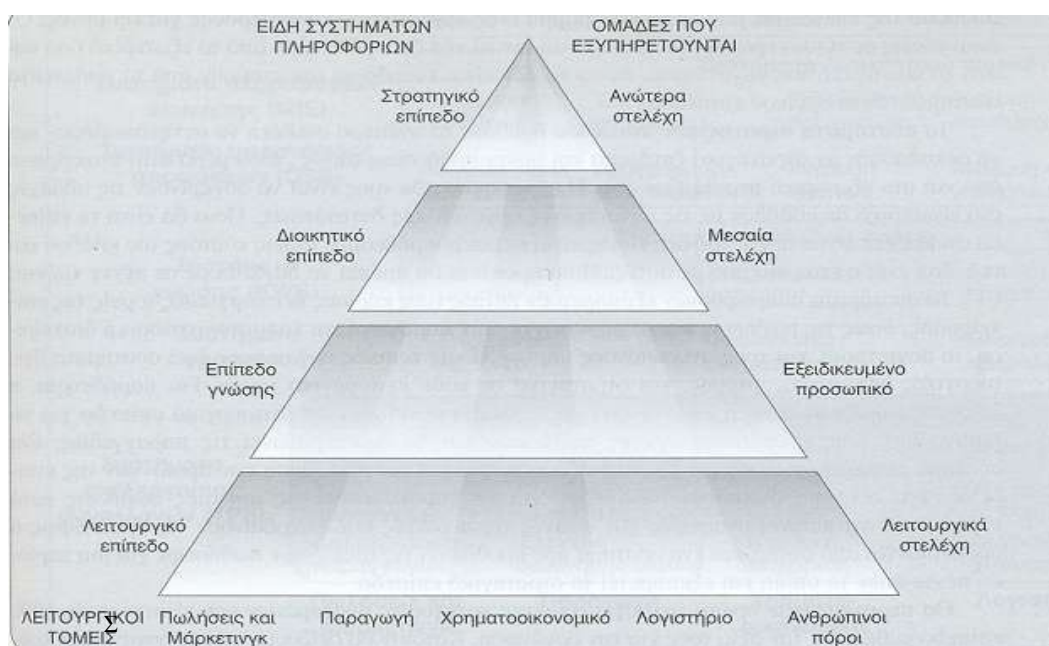 ΕΙΔΗ ΣΥΣΤΗΜΑΤΩΝ
ΠΛΗΡΟΦΟΡΙΩΝ
ΟΜΑΔΕΣ ΠΟΥ
ΕΞΥΠΗΡΕΤΟΥΝΤΑΙ
Στρατηγικό
επίπεδο
Ανώτερα
στελέχη
Διοικητικό
επίπεδο
Μεσαία
στελέχη
Επίπεδο
γνώσης
Εξειδικευμένο
προσωπικό
Λειτουργικό
επίπεδο
Λειτουργικά
στελέχη
ΛΕΙΤΟΥΡΓΙΚΟΙ
ΤΟΜΕΙΣ
Σ
Πωλήσεις και
Μάρκετινγκ
Παραγωγή
Χρηματοοικονομικό
Λογιστήριο
Ανθρώπινοι
πόροι